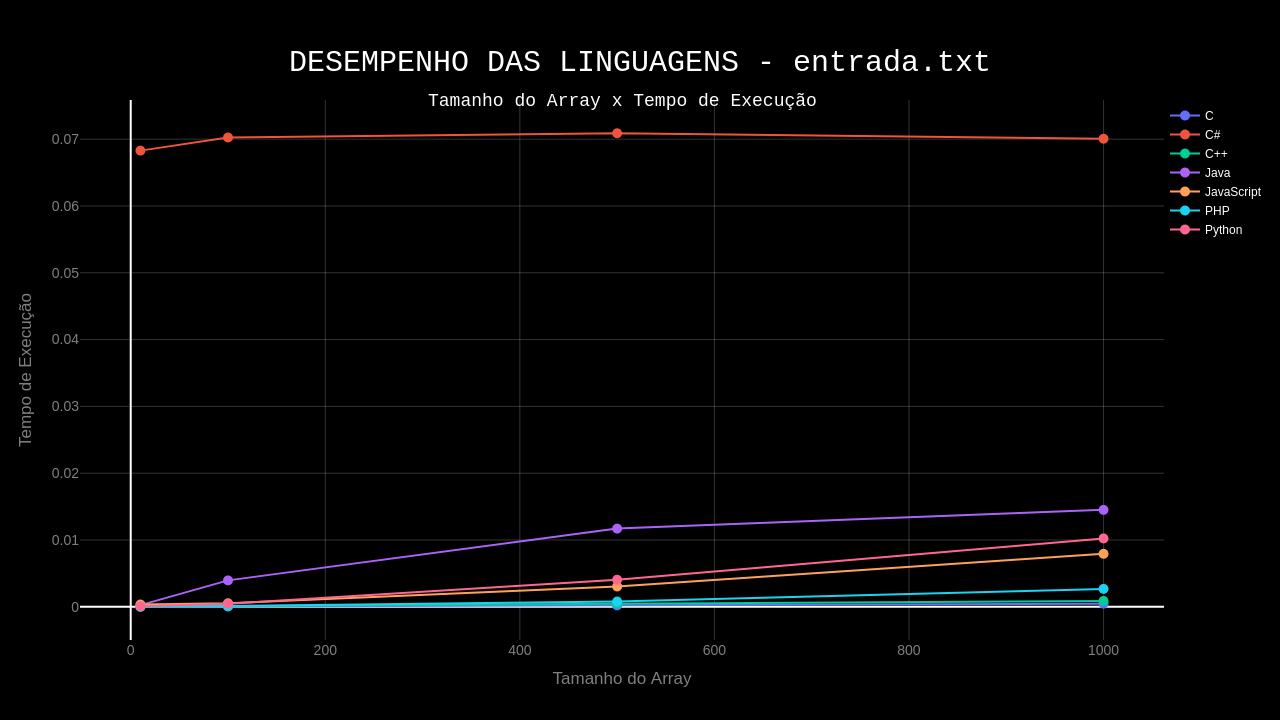 DESEMPENHO DAS LINGUAGENS - entrada.txt
Tamanho do Array x Tempo de Execução
C
C#
C++
Java
JavaScript
PHP
Python
0.07
0.06
0.05
0.04
0.03
0.02
0.01
0
Tempo de Execução
0
200
400
600
800
1000
Tamanho do Array